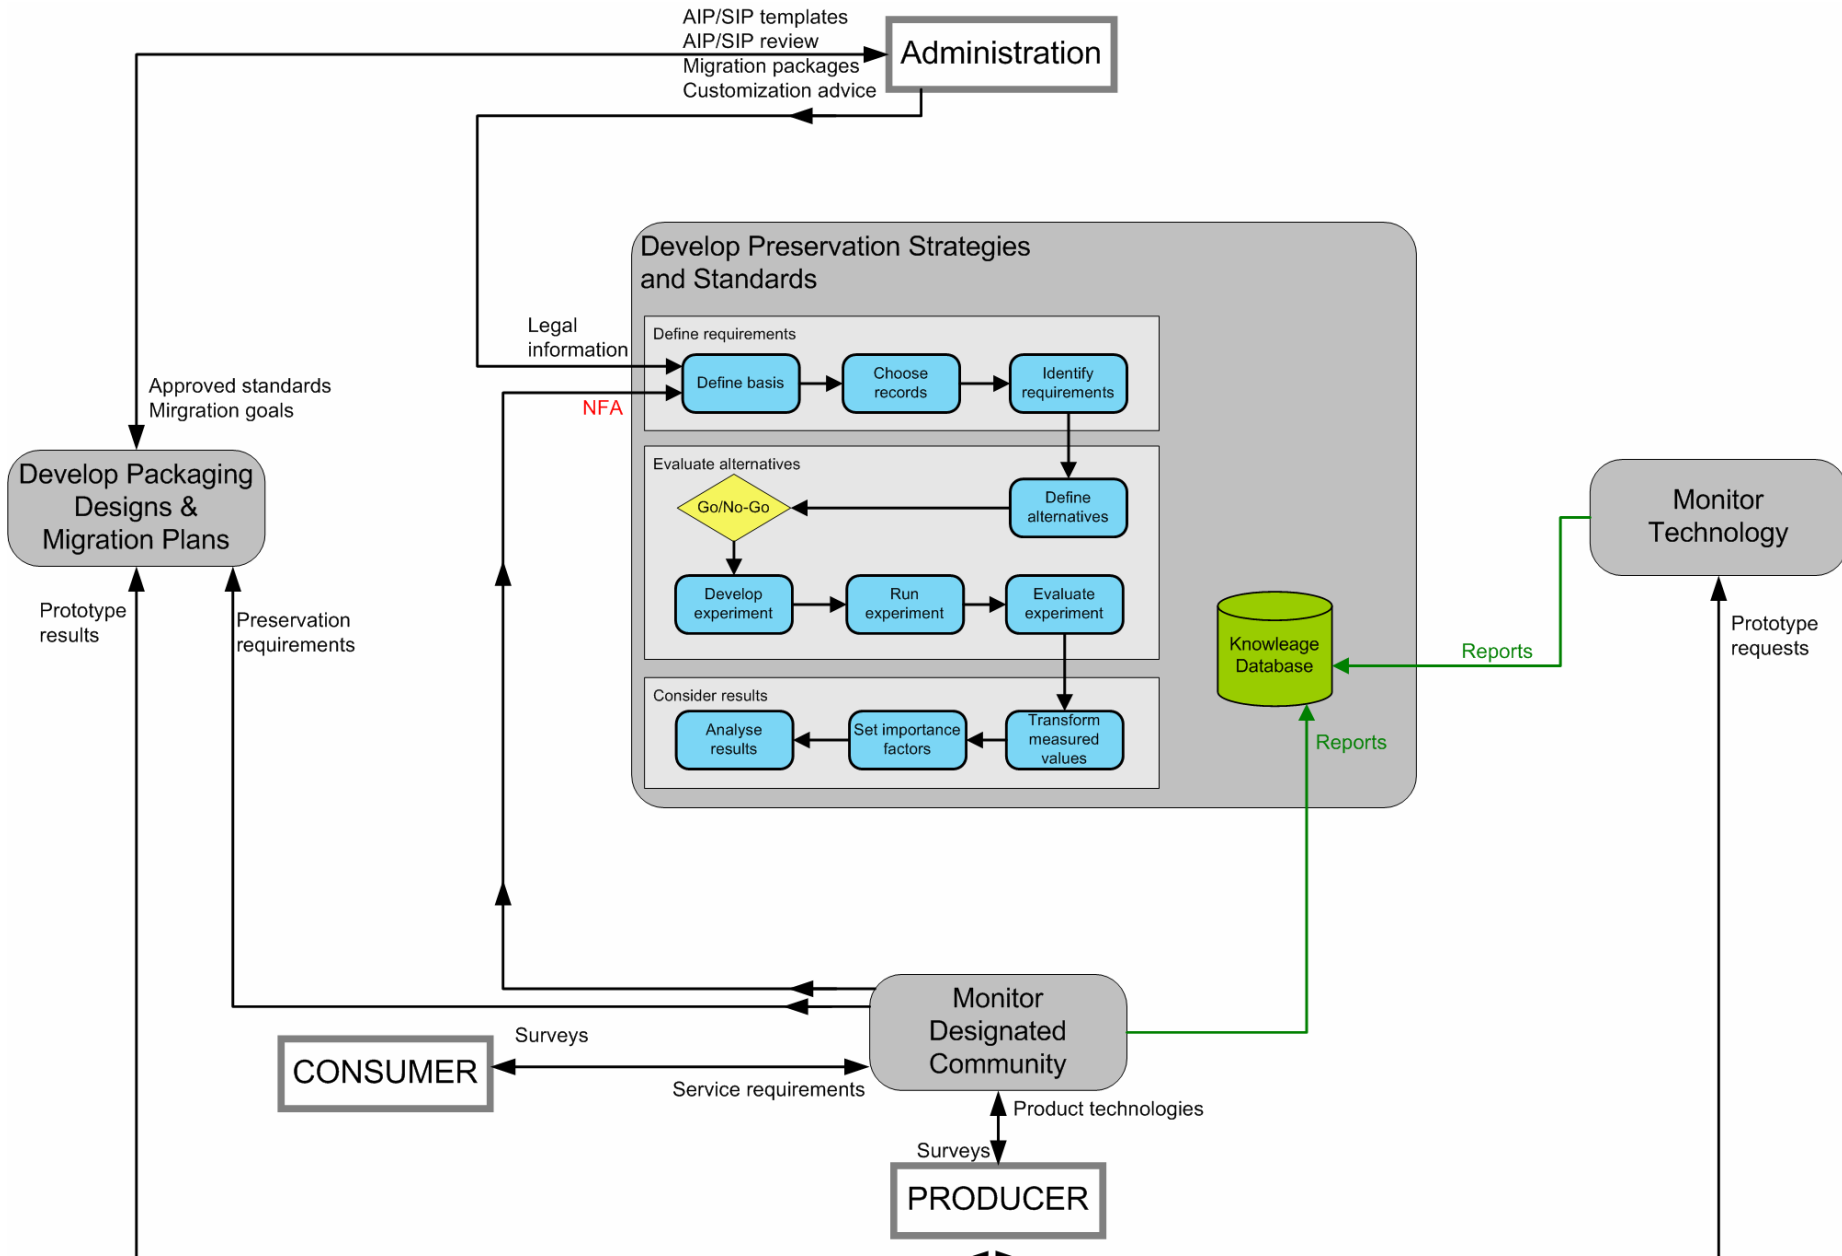 AIP/SIP templates
AIP/SIP review
Migration packages
Customization advice
Administration
Develop Preservation Strategies
and Standards
Legal
information
NFA
Define requirements
Define basis
Choose
records
Identify
requirements
Approved standards
Mirgration goals
Evaluate alternatives
Go/No-Go
Define
alternatives
Develop
experiment
Run
experiment
Evaluate
experiment
Develop Packaging
Designs &
Migration Plans
Monitor
Technology
Prototype
results
Preservation
requirements
Knowleage
Database
Reports
Prototype
requests
Consider results
Analyse
results
Set importance
factors
Transform
measured
values
Reports
Monitor
Designated
Community
Surveys
CONSUMER
Service requirements
Product technologies
Surveys
PRODUCER